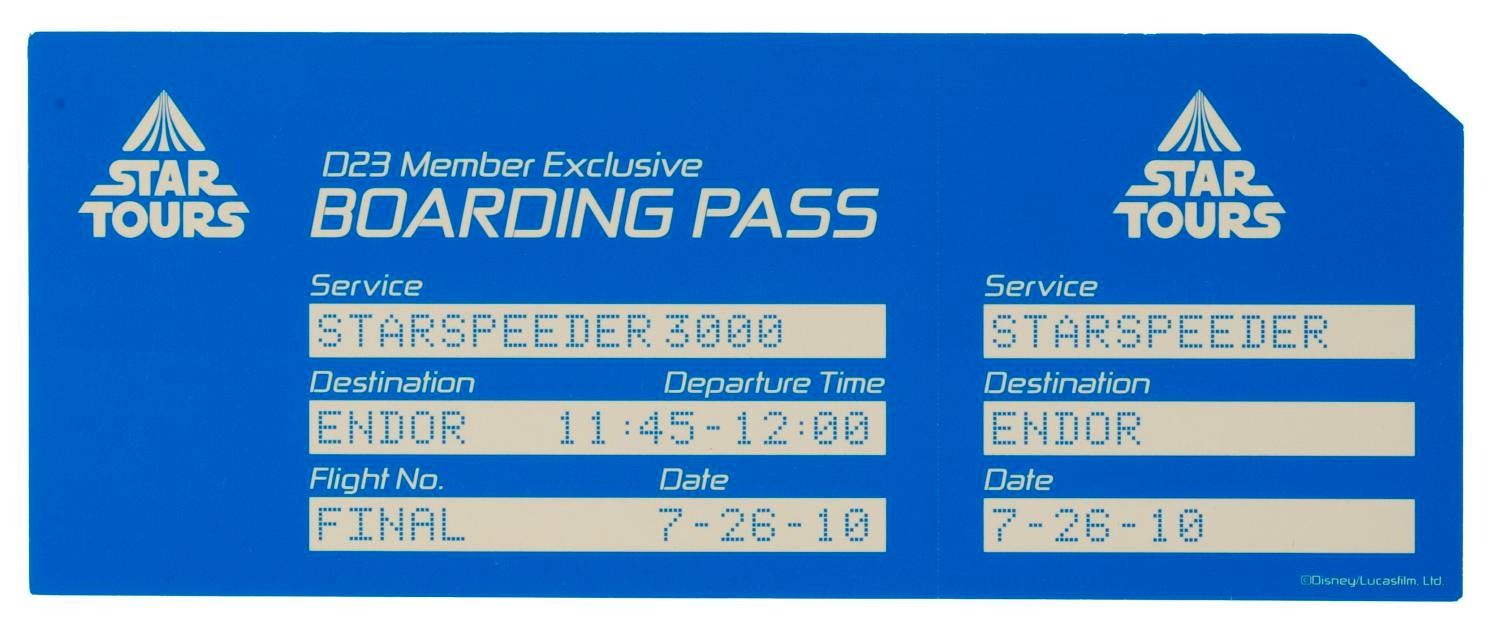 STAR
TOURS
D23 Member Exclusive
BOARDING PASS
Service
STARSPEEDER 3000
Destination Departure Time
ENDOR 11:45-12:00
Flight No. Date
FINAL 7-26-10
STAR
TOURS
Service
STARSPEEDER
Destination
ENDOR
Date
7-26-10
©Disney/Lucasfilm, Ltd.